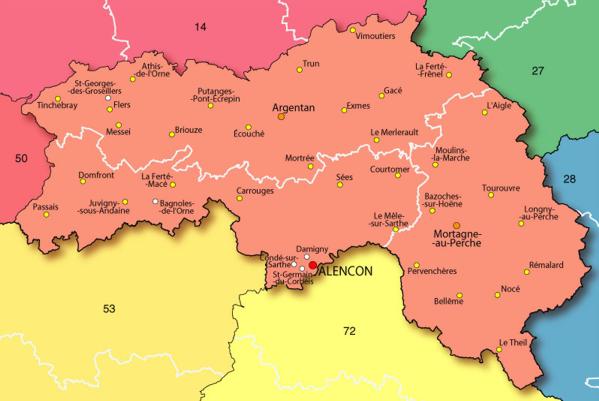 14
Vimoutiers
27
Athis-
de-l'Orne
Trun
La Ferté-
-Frênel
St-Georges-
des-Groseillers
Tinchebray
Flers
Putanges-
-Pont-Ecrepin
Gacé
Argentan
Exmes
L'Aigle
Messei
Briouze
Écouché
Le Merlerault
50
Mortrée
Moulins-
la-Marche
Courtomer
28
Domfront
La Ferté-
-Macé
Sées
Carrouges
Tourouvre
Passais
Juvigny-
-sous-Andaine
Bagnoles-
de-l'Orne
Bazoches-
sur-Hoëne
Longny-
-au-Perche
Le Mêle-
sur-Sarthe
Mortagne-
-au-Perche
Damigny
Condé-sur-
Sarthe
ALENCON
St-Germain
-du-Corbéis
Pervenchères
Rémalard
Bellême
Nocé
53
72
Le Theil